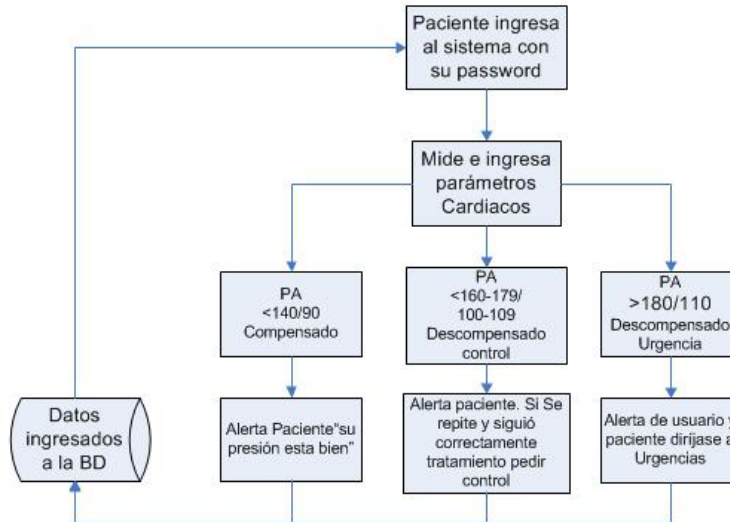 Paciente ingresa
al sistema con
su password
Mide e ingresa
parámetros
Cardiacos
PA
<140/90
Compensado
PA
<160-179/
100-109
Descompensado
control
PA
>180/110
Descompensado
Urgencia
Datos
ingresados
a la BD
Alerta Paciente“su
presión esta bien”
Alerta paciente. Si Se
repite y siguió
correctamente
tratamiento pedir
control
Alerta de usuario y
paciente diríjase a
Urgencias